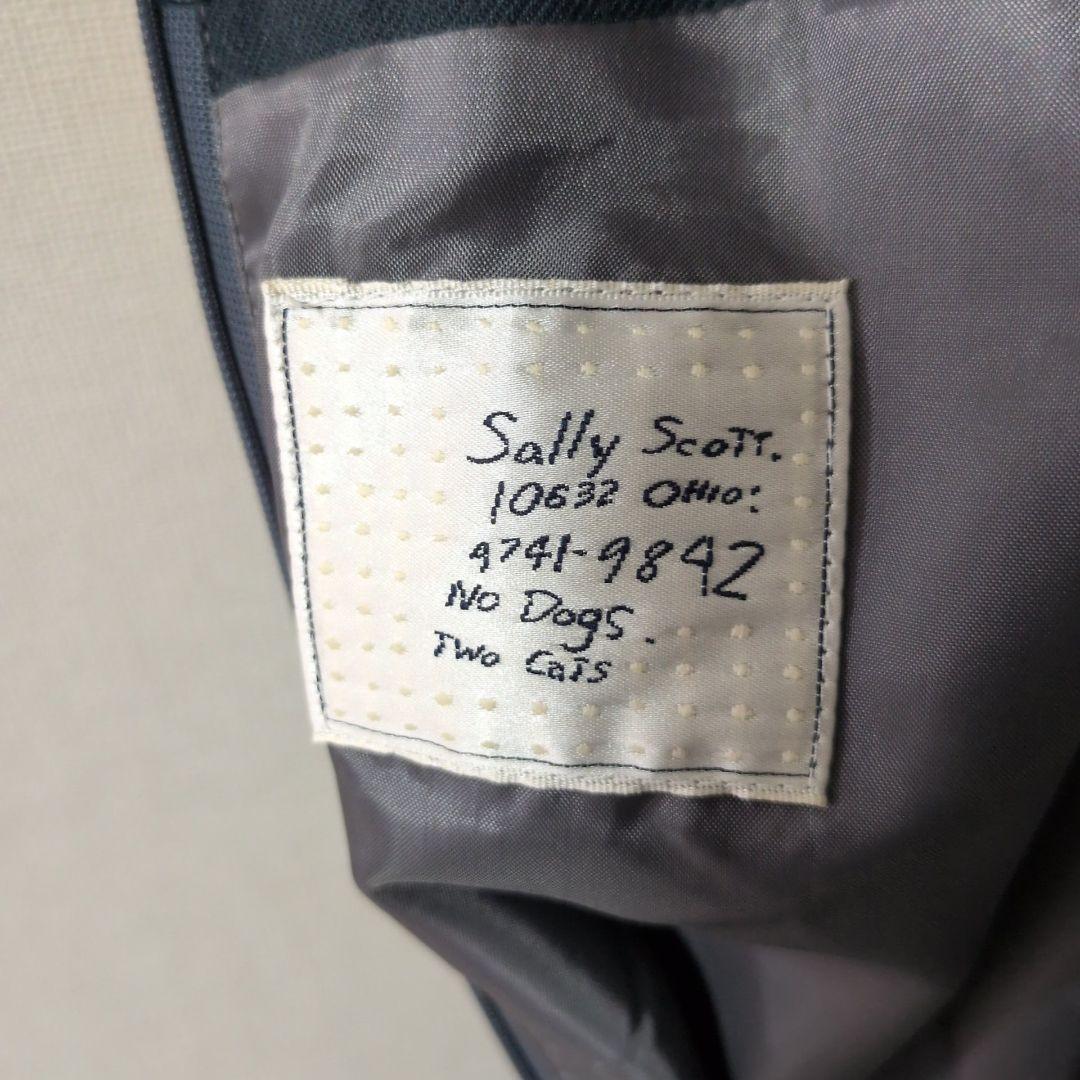 Sally Scott.
10632 Ohio:
4741-9842
No Dogs.
Two Cats